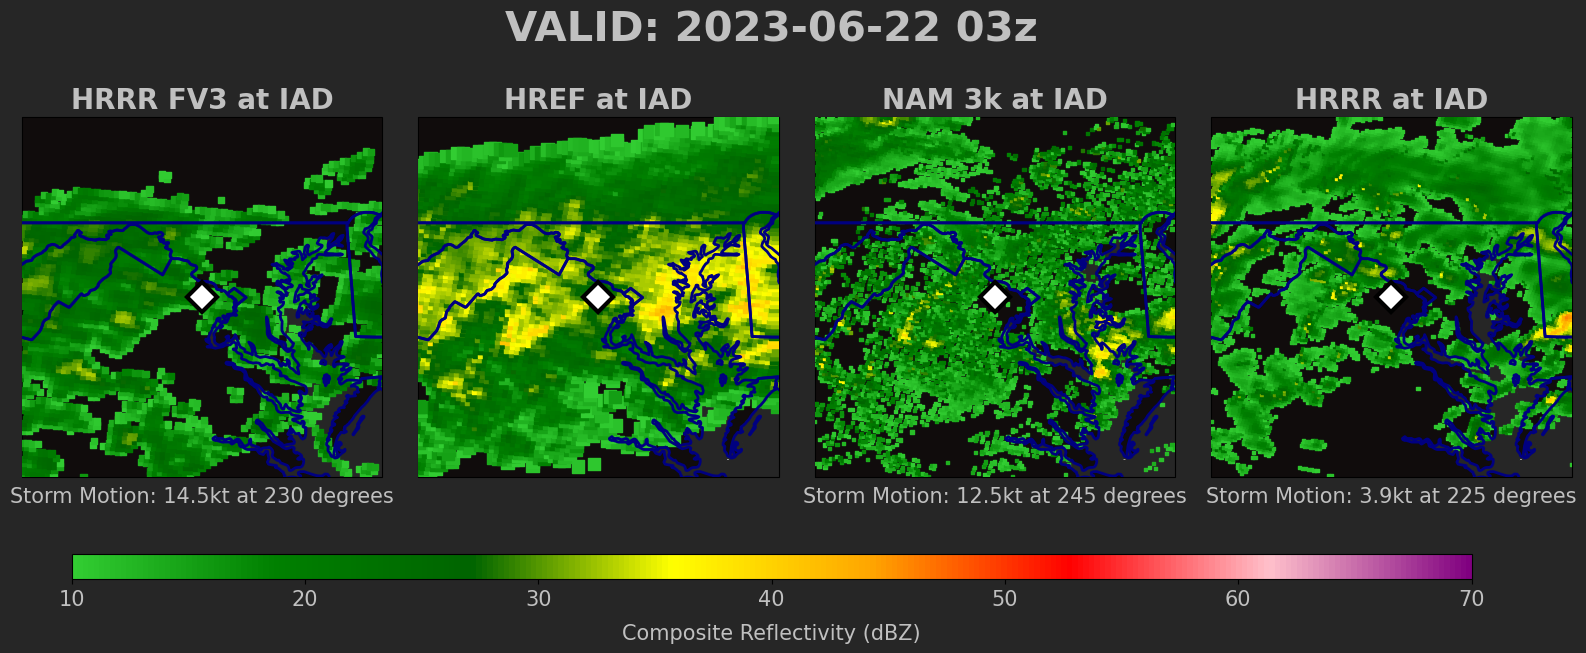 VALID: 2023-06-22 03z
HRRR FV3 at IAD
HREF at IAD
NAM 3k at IAD
HRRR at IAD
Storm Motion: 14.5kt at 230 degrees
Storm Motion: 12.5kt at 245 degrees
Storm Motion: 3.9kt at 225 degrees
10 20 30 40 50 60 70
Composite Reflectivity (dBZ)